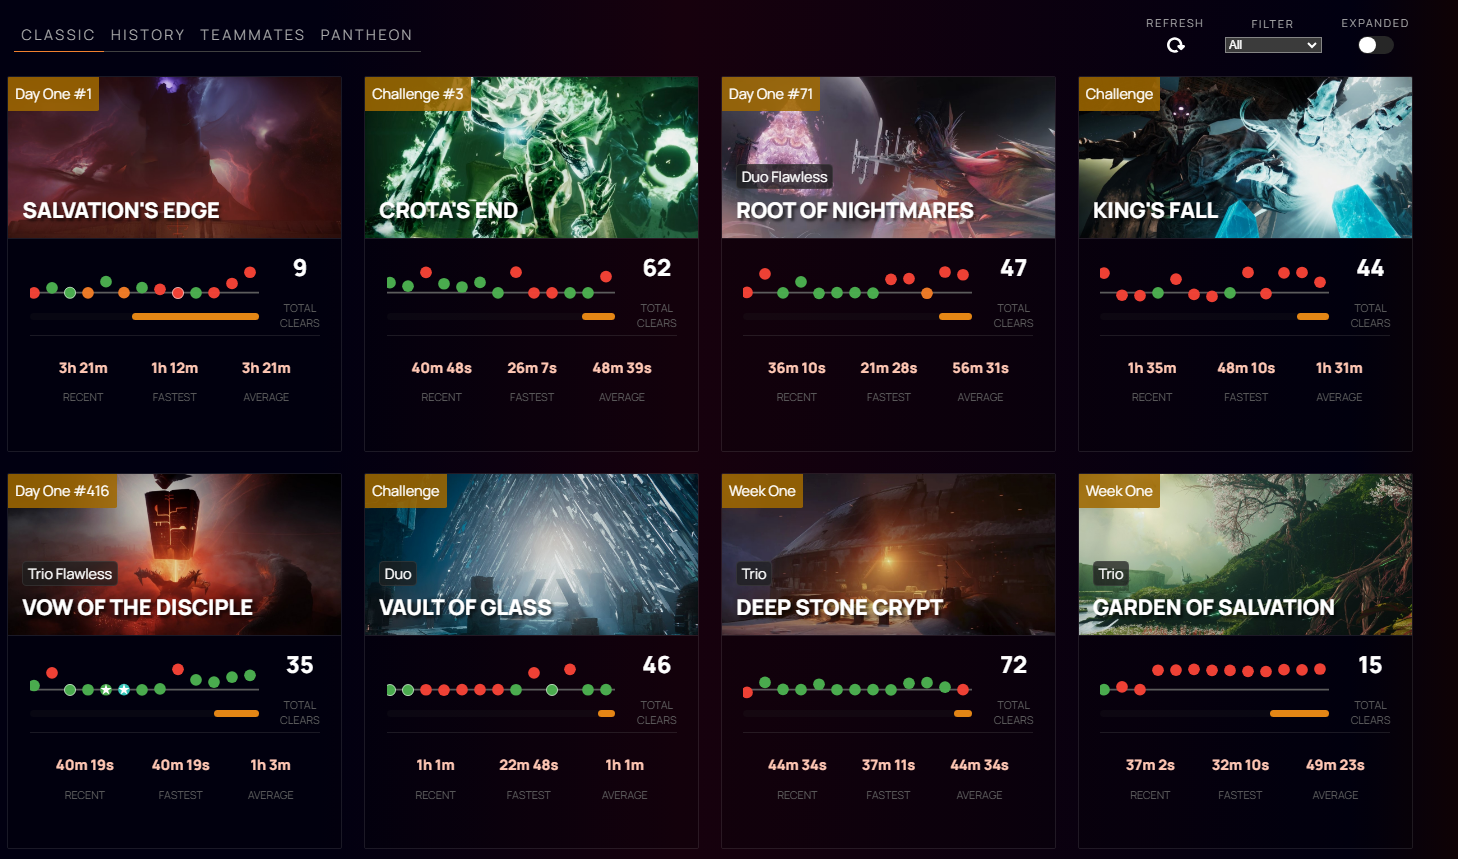 CLASSIC HISTORY TEAMMATES PANTHEON
REFRESH FILTER EXPANDED
All
Day One #1
SALVATION'S EDGE
9
TOTAL
CLEARS
3h 21m 1h 12m 3h 21m
RECENT FASTEST AVERAGE
Challenge #3
CROTA'S END
62
TOTAL
CLEARS
40m 48s 26m 7s 48m 39s
RECENT FASTEST AVERAGE
Day One #71
Duo Flawless
ROOT OF NIGHTMARES
47
TOTAL
CLEARS
36m 10s 21m 28s 56m 31s
RECENT FASTEST AVERAGE
Challenge
KING'S FALL
44
TOTAL
CLEARS
1h 35m 48m 10s 1h 31m
RECENT FASTEST AVERAGE
Day One #416
Trio Flawless
VOW OF THE DISCIPLE
35
TOTAL
CLEARS
40m 19s 40m 19s 1h 3m
RECENT FASTEST AVERAGE
Challenge
Duo
VAULT OF GLASS
46
TOTAL
CLEARS
1h 1m 22m 48s 1h 1m
RECENT FASTEST AVERAGE
Week One
Trio
DEEP STONE CRYPT
72
TOTAL
CLEARS
44m 34s 37m 11s 44m 34s
RECENT FASTEST AVERAGE
Week One
Trio
GARDEN OF SALVATION
15
TOTAL
CLEARS
37m 2s 32m 10s 49m 23s
RECENT FASTEST AVERAGE